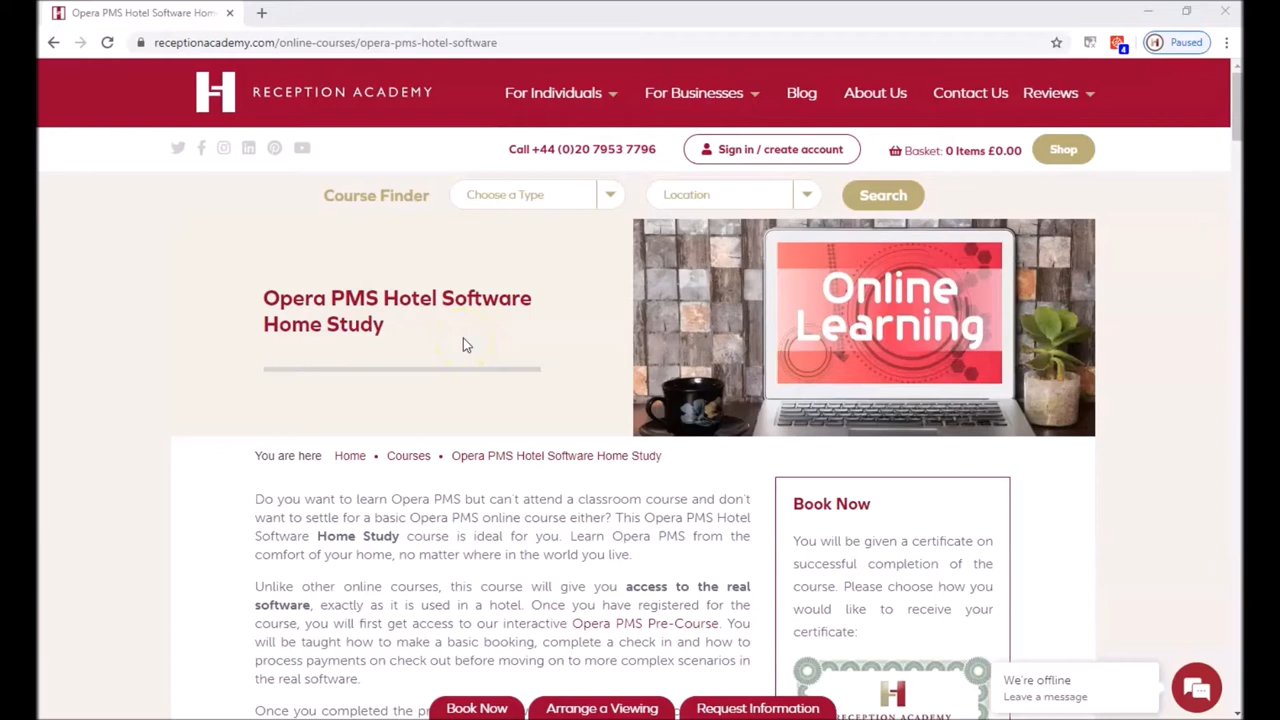 Opera PMS Hotel Software Hom
receptionacademy.com/online-courses/opera-pms-hotel-software
4
H
Paused
H RECEPTION ACADEMY
For Individuals
For Businesses
Blog
About Us
Contact Us
Reviews
Call +44 (0)20 7953 7796
Sign in / create account
Basket: 0 Items £0.00
Shop
Course Finder
Choose a Type
Location
Search
Opera PMS Hotel Software
Home Study
Online
Learning
You are here Home • Courses • Opera PMS Hotel Software Home Study
Do you want to learn Opera PMS but can't attend a classroom course and don't
want to settle for a basic Opera PMS online course either? This Opera PMS Hotel
Software Home Study course is ideal for you. Learn Opera PMS from the
comfort of your home, no matter where in the world you live.
Unlike other online courses, this course will give you access to the real
software, exactly as it is used in a hotel. Once you have registered for the
course, you will first get access to our interactive Opera PMS Pre-Course. You
will be taught how to make a basic booking, complete a check in and how to
process payments on check out before moving on to more complex scenarios in
the real software.
Once you completed the pr
Book Now
You will be given a certificate on
successful completion of the
course. Please choose how you
would like to receive your
certificate:
H
RECEPTION ACADEMY
We're offline
Leave a message
Book Now
Arrange a Viewing
Request Information